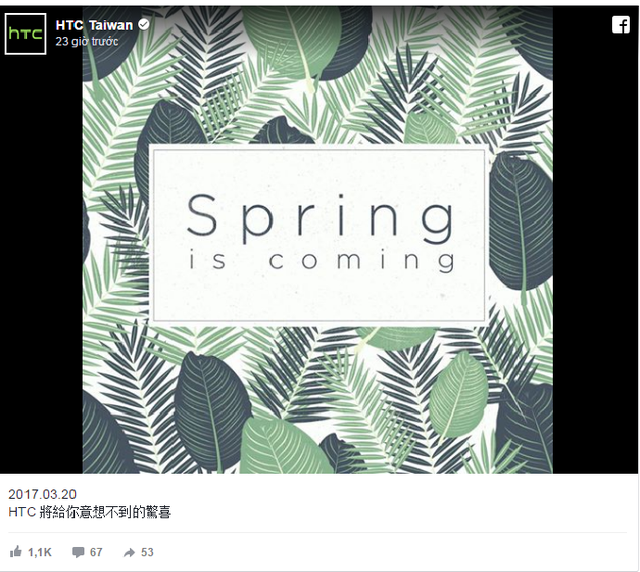 hTC
HTC Taiwan
23 giờ trước
Spring
is coming
2017.03.20
HTC 將給你意想不到的驚喜
1,1K
67
53